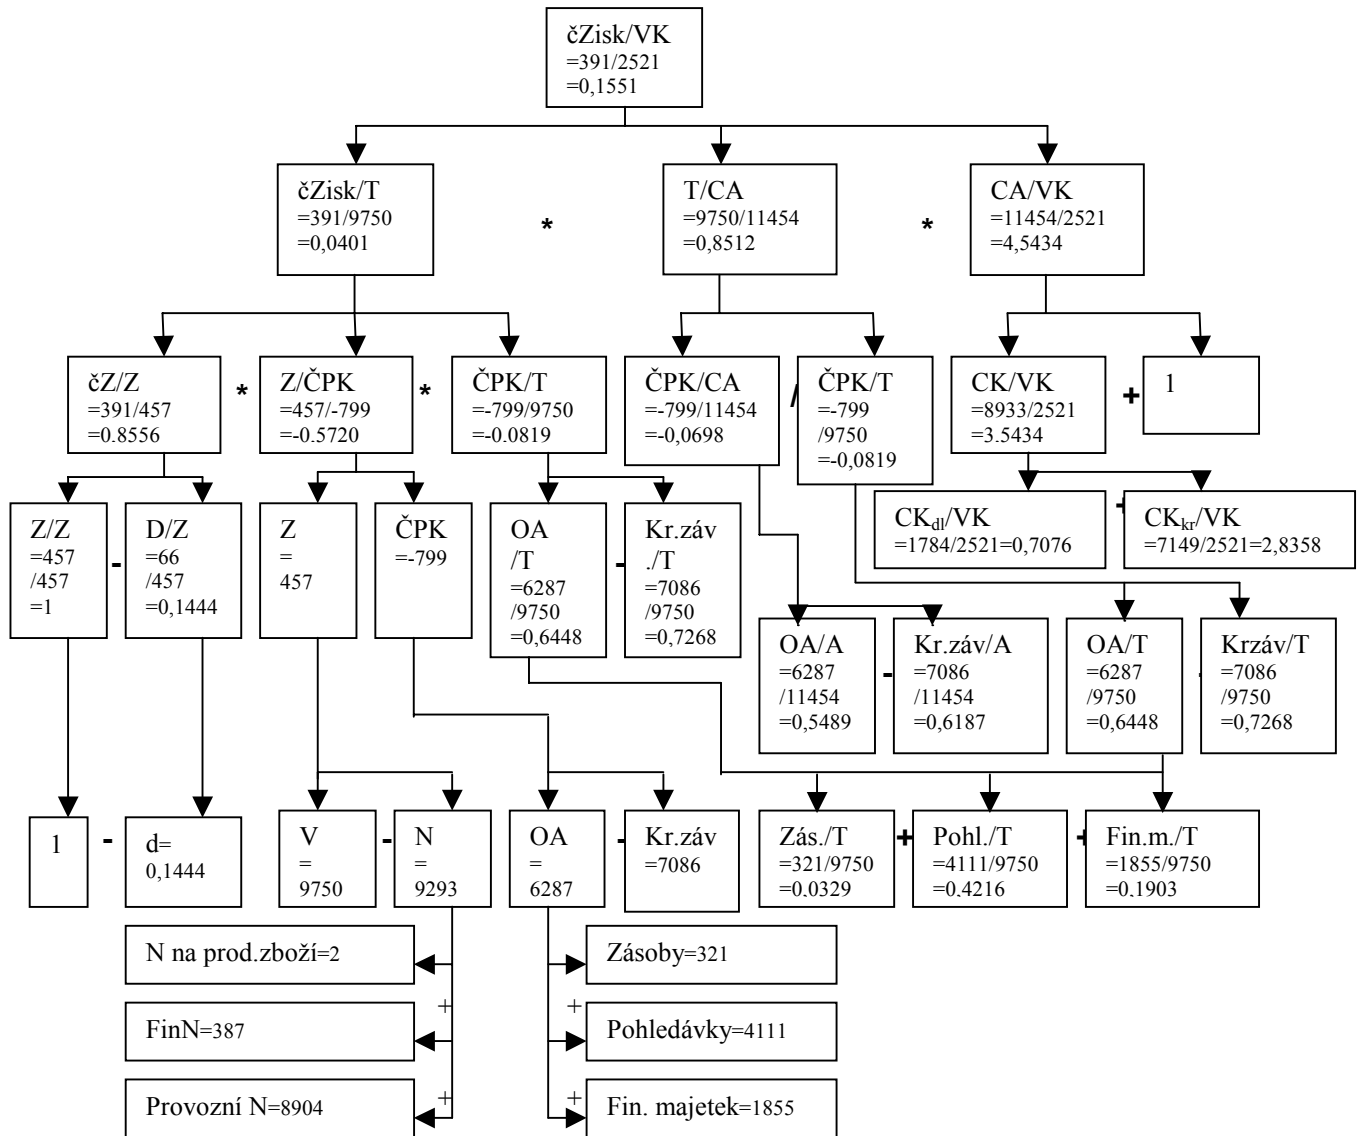 čZisk/VK
=391/2521
=0,1551
čZisk/T
=391/9750
=0,0401
*
T/CA
=9750/11454
=0,8512
*
CA/VK
=11454/2521
=4,5434
čZ/Z
=391/457
=0.8556
*
Z/ČPK
=457/-799
=-0.5720
*
ČPK/T
=-799/9750
=-0.0819
ČPK/CA
=-799/11454
=-0,0698
/
ČPK/T
=-799
/9750
=-0,0819
CK/VK
=8933/2521
=3.5434
+
1
Z/Z
=457
/457
=1
-
D/Z
=66
/457
=0,1444
Z
=
457
ČPK
=-799
OA
/T
=6287
/9750
=0,6448
-
Kr.záv
./T
=7086
/9750
=0,7268
CKdl/VK
=1784/2521=0,7076
+
CKkr/VK
=7149/2521=2,8358
OA/A
=6287
/11454
=0,5489
-
Kr.záv/A
=7086
/11454
=0,6187
OA/T
=6287
/9750
=0,6448
-
Krzáv/T
=7086
/9750
=0,7268
1
-
d=
0,1444
V
=
9750
-
N
=
9293
OA
=
6287
-
Kr.záv
=7086
Zás./T
=321/9750
=0.0329
+
Pohl./T
=4111/9750
=0.4216
+
Fin.m./T
=1855/9750
=0.1903
N na prod.zboží=2
Zásoby=321
+
+
FinN=387
Pohledávky=4111
+
+
Provozní N=8904
Fin. majetek=1855